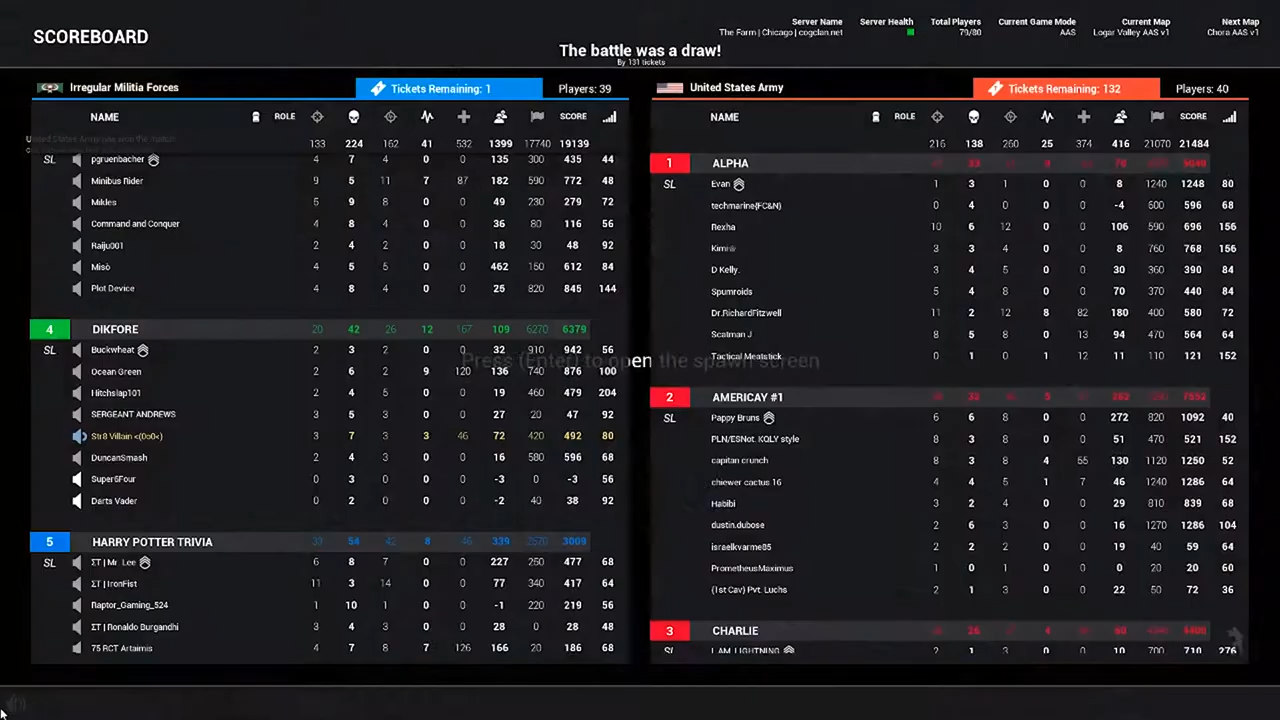 SCOREBOARD
Server Name Server Health Total Players Current Game Mode Current Map Next Map
The Farm | Chicago | cogclan.net 79/80 AAS Logar Valley AAS v1 Chora AAS v1
The battle was a draw!
By 131 tickets
Irregular Militia Forces Tickets Remaining: 1 Players: 39
NAME ROLE SCORE
133 224 162 41 532 1399 17740 19139
SL pgruenbacher 4 7 4 0 0 135 300 435 44
Minibus Rider 9 5 11 7 87 182 590 772 48
Mikles 5 9 8 0 0 49 230 279 72
Command and Conquer 4 8 4 0 0 36 80 116 56
Raiju001 2 4 2 0 0 18 30 48 92
Misò 4 5 5 0 0 462 150 612 84
Plot Device 4 8 4 0 0 25 820 845 144
4 DIKFORE 20 42 26 12 167 109 6270 6379
SL Buckwheat 2 3 2 0 0 32 910 942 56
Ocean Green 2 6 2 9 120 136 740 876 100
Hitchslap101 2 4 5 0 0 19 460 479 204
SERGEANT ANDREWS 3 5 3 0 0 27 20 47 92
Str8 Villain <(0o0<) 3 7 3 3 46 72 420 492 80
DuncanSmash 2 4 3 0 0 16 580 596 68
Super6Four 0 3 0 0 0 -3 0 -3 56
Darts Vader 0 2 0 0 0 -2 40 38 92
5 HARRY POTTER TRIVIA 33 54 42 8 339 2670 3009
SL ΣT | Mr. Lee 6 8 7 0 0 227 250 477 68
ΣT | IronFist 11 3 14 0 0 77 340 417 64
Raptor_Gaming_524 1 10 1 0 0 -1 220 219 56
ΣT | Ronaldo Burgandhi 3 4 3 0 0 28 0 28 48
75 RCT Artaimis 4 7 8 7 126 166 20 186 68
Press (Enter) to open the spawn screen
United States Army Tickets Remaining: 132 Players: 40
NAME ROLE SCORE
216 138 260 25 374 416 21070 21484
1 ALPHA
SL Evan 1 3 1 0 0 8 1240 1248 80
techmarine(FC&N) 0 4 0 0 0 -4 600 596 68
Rexha 10 6 12 0 0 106 590 696 156
Kimi 3 3 4 0 0 8 760 768 156
D Kelly. 3 4 5 0 0 30 360 390 84
Spumroids 5 4 8 0 0 70 370 440 84
Dr.RichardFitzwell 11 2 12 8 82 180 400 580 72
Scatman J 8 5 8 0 13 94 470 564 64
Tactical Meatstick 0 1 0 1 12 11 110 121 152
2 AMERICAY #1 32 5 262 7552
SL Pappy Bruns 6 6 8 0 0 272 820 1092 40
PLN/ESNot. KQLY style 8 3 8 0 0 51 470 521 152
capitan crunch 8 3 8 4 55 130 1120 1250 52
chiewer cactus 16 4 4 5 1 7 46 1240 1286 64
Habibi 3 2 4 0 0 29 810 839 68
dustin.dubose 2 6 3 0 0 16 1270 1286 104
israelkvarme85 2 2 2 0 0 19 40 59 64
PrometheusMaximus 1 0 1 0 0 0 20 20 60
(1st Cav) Pvt. Luchs 2 1 3 0 0 22 50 72 36
3 CHARLIE 26 4 60
SL I AM LIGHTNING 2 1 3 0 0 10 700 710 276